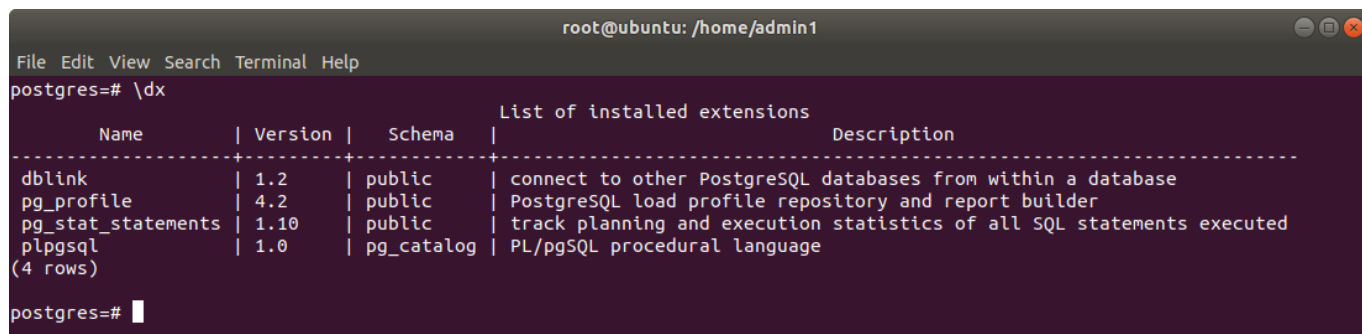 root@ubuntu: /home/admin1
File Edit View Search Terminal Help
postgres=# \dx
List of installed extensions
Name | Version | Schema | Description
--------------------+---------+------------+------------------------------------------------------------------------
dblink | 1.2 | public | connect to other PostgreSQL databases from within a database
pg_profile | 4.2 | public | PostgreSQL load profile repository and report builder
pg_stat_statements | 1.10 | public | track planning and execution statistics of all SQL statements executed
plpgsql | 1.0 | pg_catalog | PL/pgSQL procedural language
(4 rows)
postgres=#